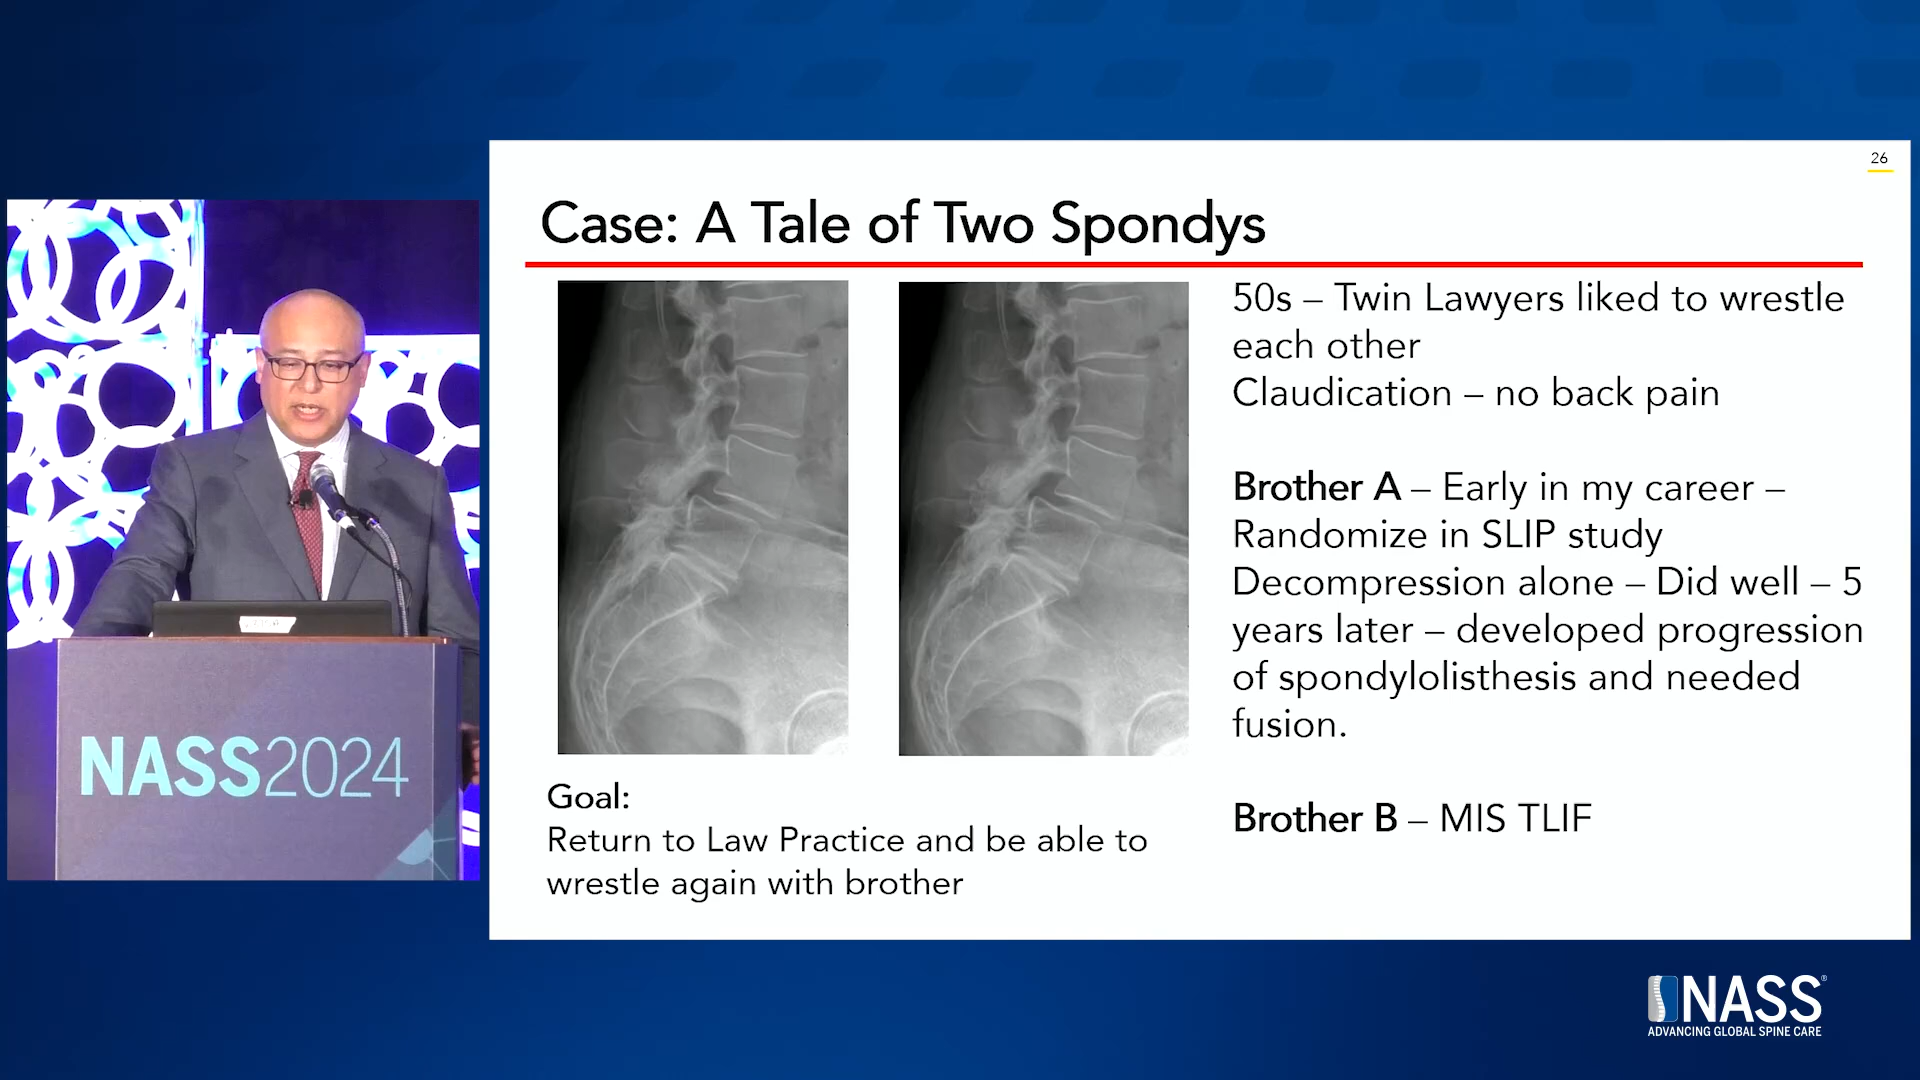 26
Case: A Tale of Two Spondys
50s – Twin Lawyers liked to wrestle
each other
Claudication – no back pain
Brother A – Early in my career –
Randomize in SLIP study
Decompression alone – Did well – 5
years later – developed progression
of spondylolisthesis and needed
fusion.
Brother B – MIS TLIF
Goal:
Return to Law Practice and be able to
wrestle again with brother
NASS2024
NASS®
ADVANCING GLOBAL SPINE CARE